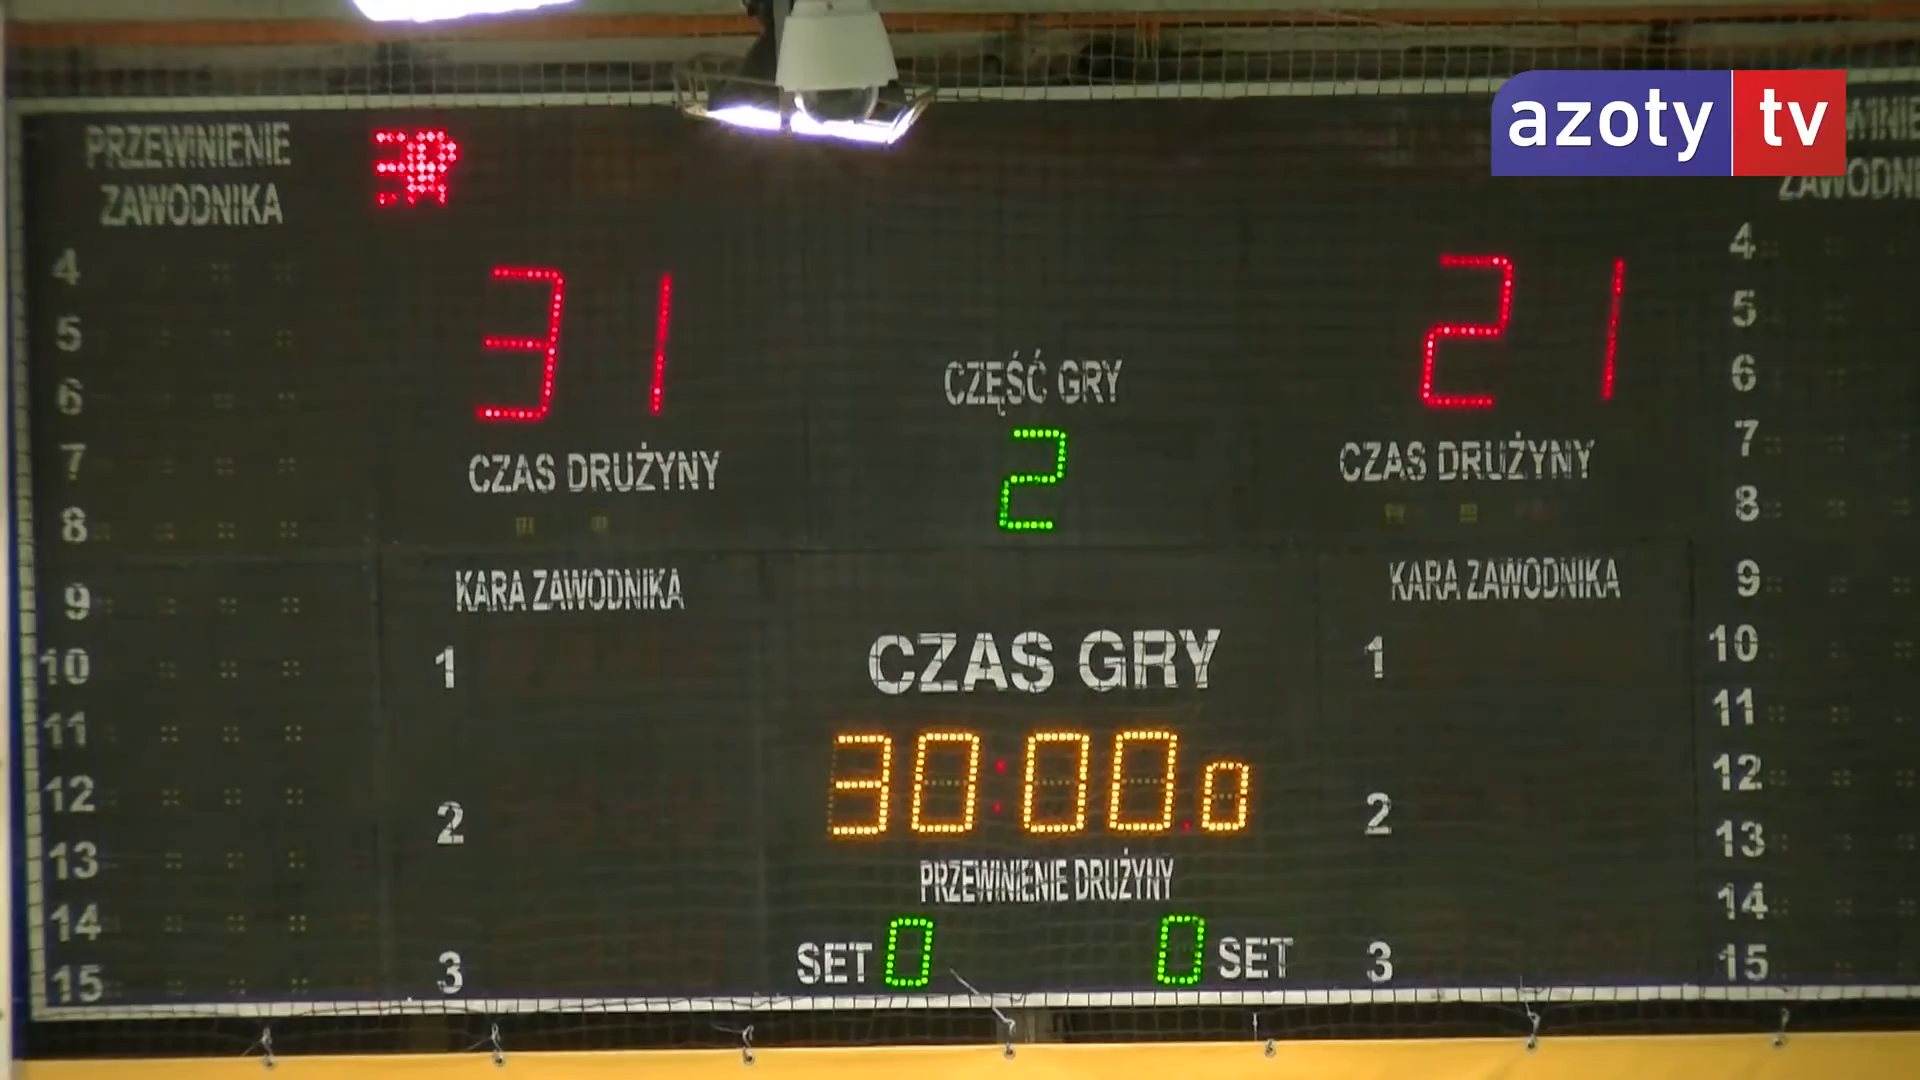 azoty tv
PRZEWINIENIE
ZAWODNIKA
31
21
CZĘŚĆ GRY
2
CZAS DRUŻYNY
CZAS DRUŻYNY
KARA ZAWODNIKA
KARA ZAWODNIKA
4
5
6
7
8
9
10
11
12
13
14
15
1
2
3
CZAS GRY
30:00.0
PRZEWINIENIE DRUŻYNY
SET 0
0 SET
1
2
3
4
5
6
7
8
9
10
11
12
13
14
15